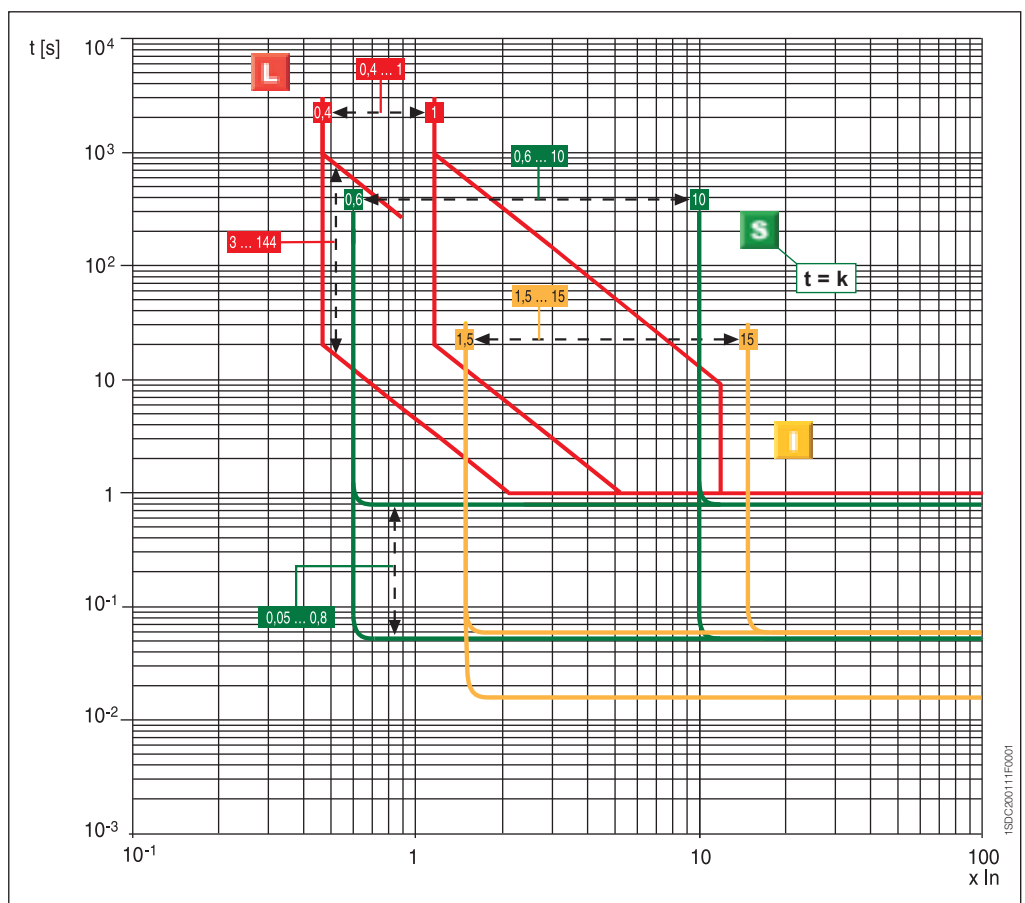 t [s]
10⁴
L
0,4 ... 1
0,4
1
10³
0,6 ... 10
0,6
10
S
3 ... 144
10²
t = k
1,5 ... 15
1,5
15
10
I
1
10⁻¹
0,05 ... 0,8
10⁻²
10⁻³
10⁻¹
1
10
100
x In
1SDC200111F0001